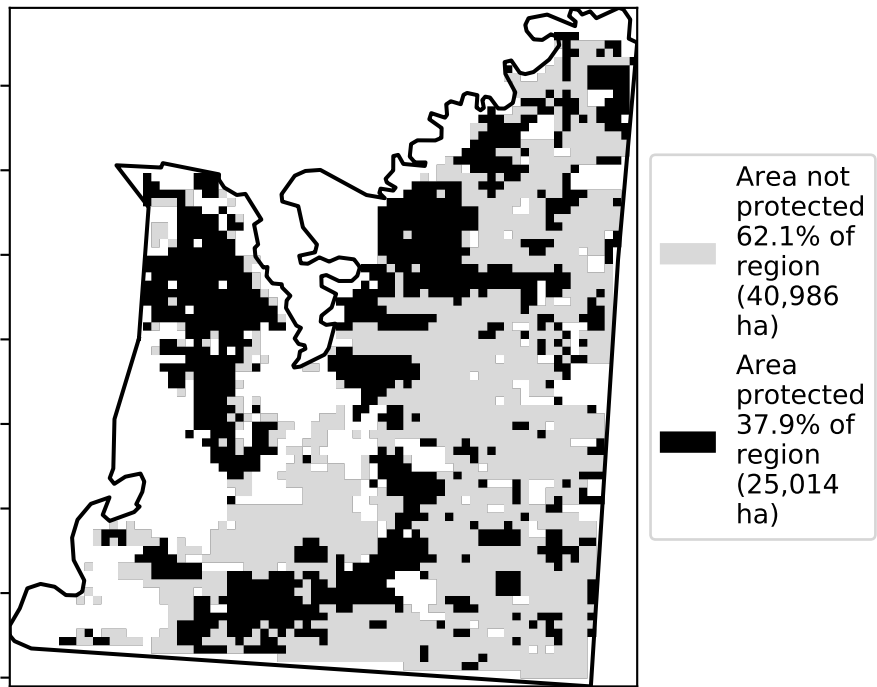 Area not
protected
62.1% of
region
(40,986
ha)
Area
protected
37.9% of
region
(25,014
ha)